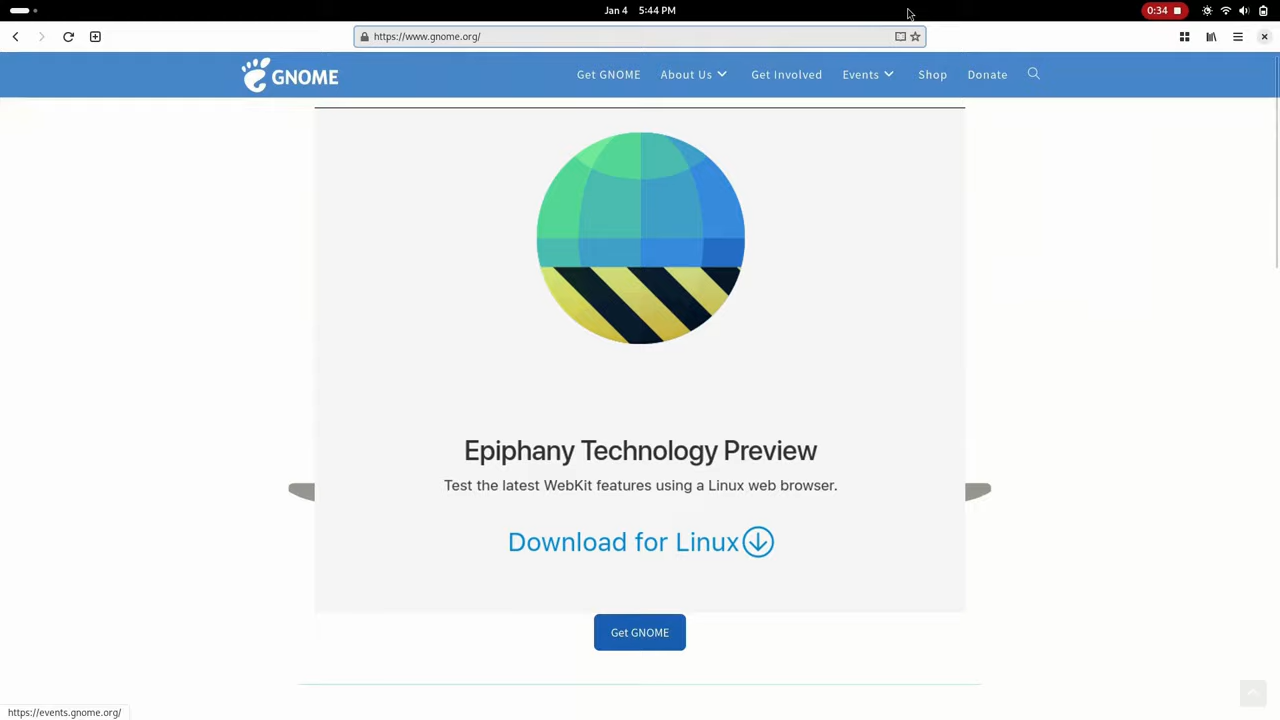 Jan 4 5:44 PM 0:34
https://www.gnome.org/
GNOME Get GNOME About Us Get Involved Events Shop Donate
Epiphany Technology Preview
Test the latest WebKit features using a Linux web browser.
Download for Linux
Get GNOME
https://events.gnome.org/